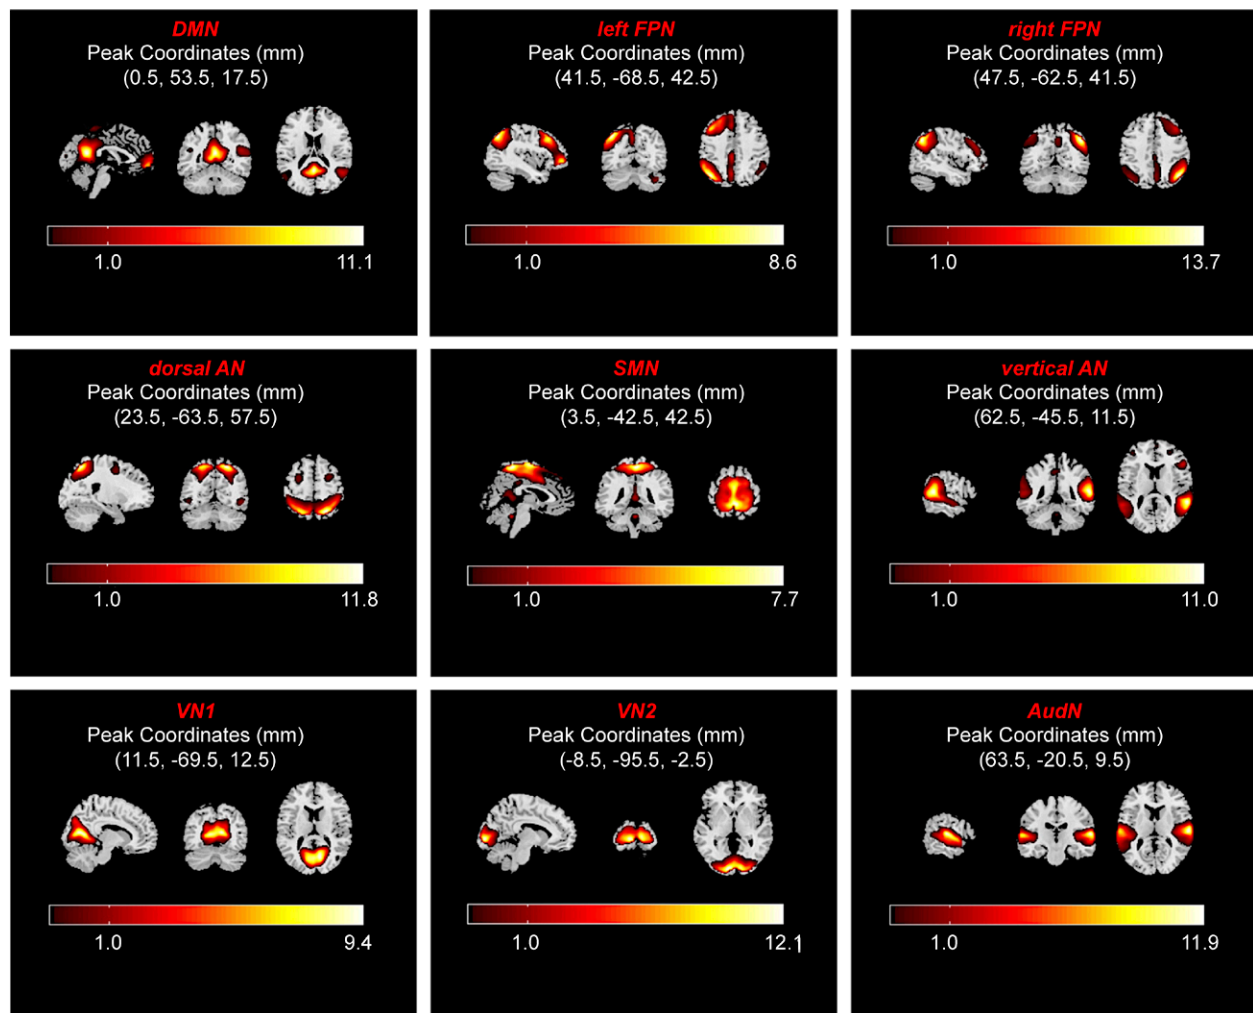 DMN
Peak Coordinates (mm)
(0.5, 53.5, 17.5)
1.0 11.1
left FPN
Peak Coordinates (mm)
(41.5, -68.5, 42.5)
1.0 8.6
right FPN
Peak Coordinates (mm)
(47.5, -62.5, 41.5)
1.0 13.7
dorsal AN
Peak Coordinates (mm)
(23.5, -63.5, 57.5)
1.0 11.8
SMN
Peak Coordinates (mm)
(3.5, -42.5, 42.5)
1.0 7.7
vertical AN
Peak Coordinates (mm)
(62.5, -45.5, 11.5)
1.0 11.0
VN1
Peak Coordinates (mm)
(11.5, -69.5, 12.5)
1.0 9.4
VN2
Peak Coordinates (mm)
(-8.5, -95.5, -2.5)
1.0 12.1
AudN
Peak Coordinates (mm)
(63.5, -20.5, 9.5)
1.0 11.9